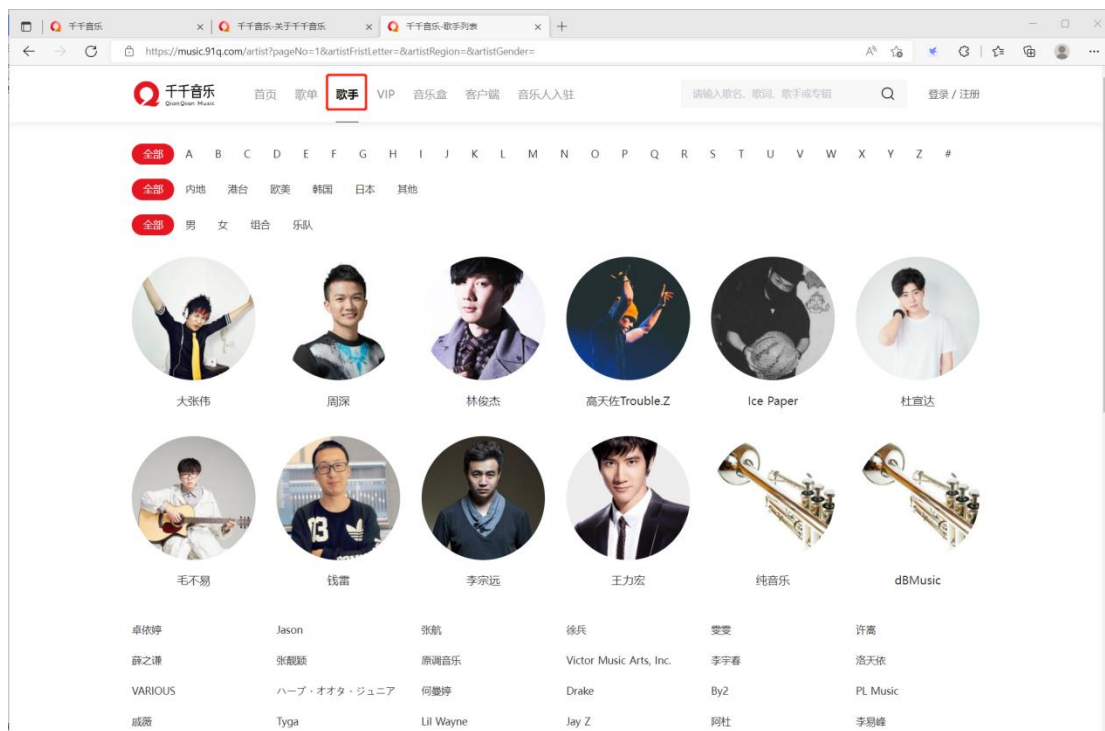 千千音乐 千千音乐-关于千千音乐 千千音乐-歌手列表
https://music.91q.com/artist?pageNo=1&artistFristLetter=&artistRegion=&artistGender=
千千音乐 首页 歌单 歌手 VIP 音乐盒 客户端 音乐人入驻 请输入歌名、歌词、歌手或专辑 登录 / 注册
QianQian Music
全部 A B C D E F G H I J K L M N O P Q R S T U V W X Y Z #
全部 内地 港台 欧美 韩国 日本 其他
全部 男 女 组合 乐队
大张伟 周深 林俊杰 高天佐Trouble.Z Ice Paper 杜宣达
毛不易 钱雷 李宗远 王力宏 纯音乐 dBMusic
卓依婷 Jason 张航 徐兵 雯雯 许嵩
薛之谦 张靓颖 原调音乐 Victor Music Arts, Inc. 李宇春 洛天依
VARIOUS ハーブ・オオタ・ジュニア 何曼婷 Drake By2 PL Music
戚薇 Tyga Lil Wayne Jay Z 阿杜 李易峰